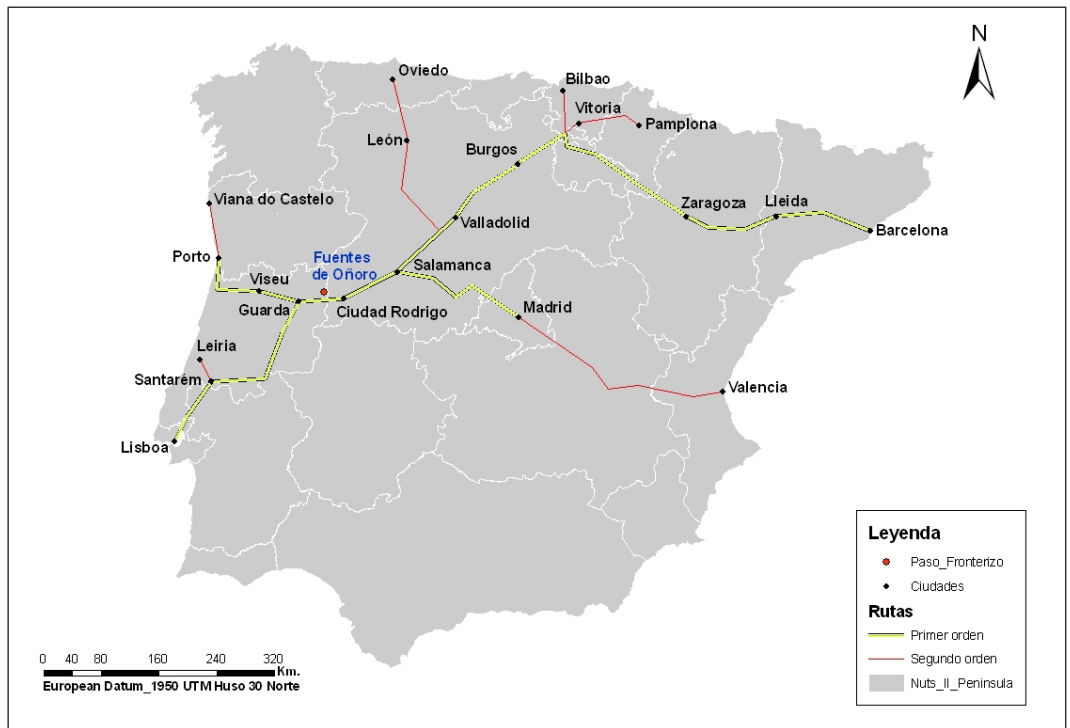 N
Oviedo
Bilbao
Vitoria
Pamplona
León
Burgos
Viana do Castelo
Zaragoza
Lleida
Barcelona
Valladolid
Porto
Fuentes
de Oñoro
Salamanca
Viseu
Guarda
Ciudad Rodrigo
Madrid
Leiria
Santarém
Valencia
Lisboa
Leyenda
Paso_Fronterizo
Ciudades
Rutas
Primer orden
Segundo orden
Nuts_II_Peninsula
0 40 80 160 240 320
Km.
European Datum_1950 UTM Huso 30 Norte